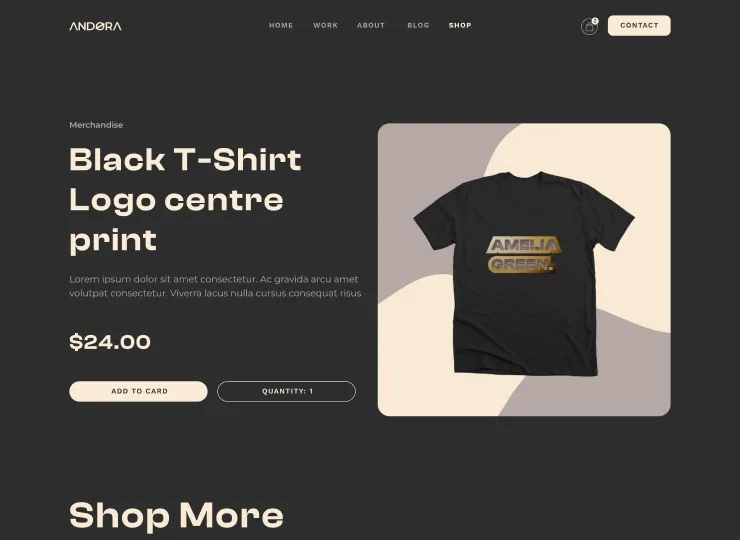 ANDØRA
HOME WORK ABOUT BLOG SHOP
2
CONTACT
Merchandise
Black T-Shirt
Logo centre
print
Lorem ipsum dolor sit amet consectetur. Ac gravida arcu amet
volutpat consectetur. Viverra lacus nulla cursus consequat risus
$24.00
ADD TO CARD
QUANTITY: 1
AMELIA
GREEN.
Shop More